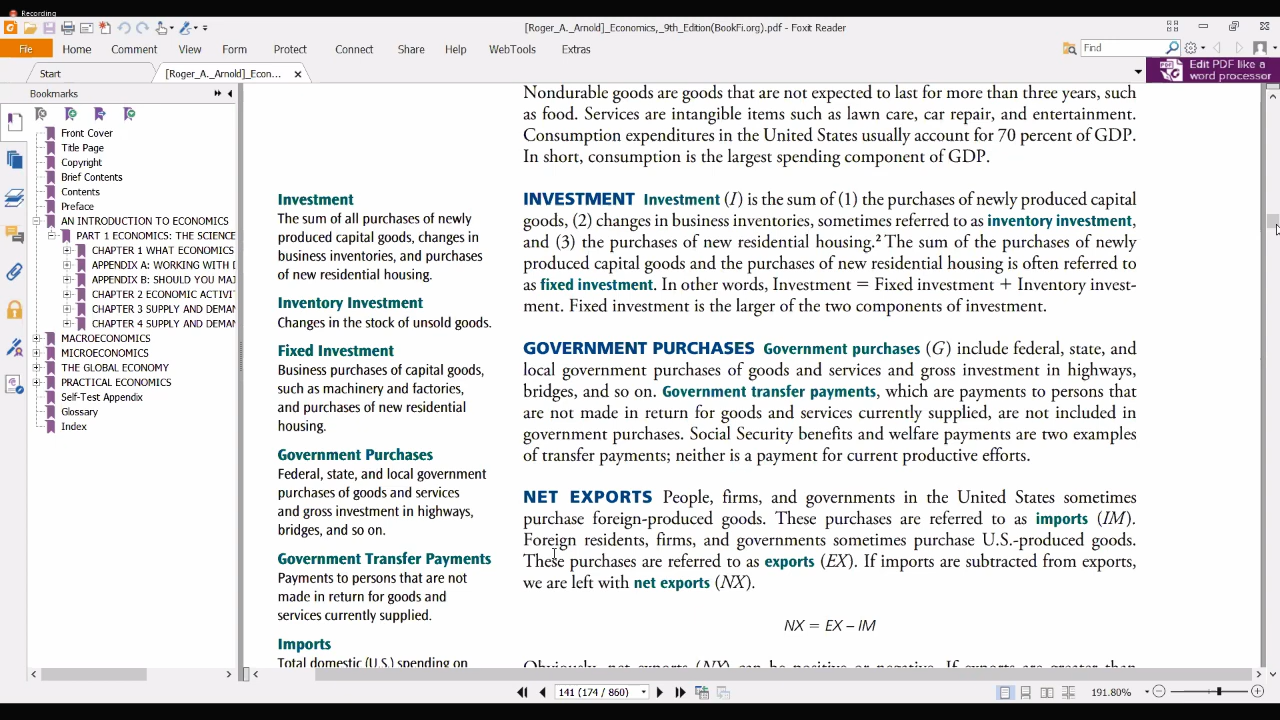 Recording
[Roger_A._Arnold]_Economics,_9th_Edition(BookFi.org).pdf - Foxit Reader
File Home Comment View Form Protect Connect Share Help WebTools Extras
Find
Start
[Roger_A._Arnold]_Econ...
Edit PDF like a
word processor
Bookmarks
Front Cover
Title Page
Copyright
Brief Contents
Contents
Preface
AN INTRODUCTION TO ECONOMICS
PART 1 ECONOMICS: THE SCIENCE
CHAPTER 1 WHAT ECONOMICS
APPENDIX A: WORKING WITH D
APPENDIX B: SHOULD YOU MAJ
CHAPTER 2 ECONOMIC ACTIVI
CHAPTER 3 SUPPLY AND DEMAN
CHAPTER 4 SUPPLY AND DEMAN
MACROECONOMICS
MICROECONOMICS
THE GLOBAL ECONOMY
PRACTICAL ECONOMICS
Self-Test Appendix
Glossary
Index
Investment
The sum of all purchases of newly
produced capital goods, changes in
business inventories, and purchases
of new residential housing.
Inventory Investment
Changes in the stock of unsold goods.
Fixed Investment
Business purchases of capital goods,
such as machinery and factories,
and purchases of new residential
housing.
Government Purchases
Federal, state, and local government
purchases of goods and services
and gross investment in highways,
bridges, and so on.
Government Transfer Payments
Payments to persons that are not
made in return for goods and
services currently supplied.
Imports
Total domestic (U.S.) spending on
Nondurable goods are goods that are not expected to last for more than three years, such
as food. Services are intangible items such as lawn care, car repair, and entertainment.
Consumption expenditures in the United States usually account for 70 percent of GDP.
In short, consumption is the largest spending component of GDP.
INVESTMENT Investment (I) is the sum of (1) the purchases of newly produced capital
goods, (2) changes in business inventories, sometimes referred to as inventory investment,
and (3) the purchases of new residential housing.² The sum of the purchases of newly
produced capital goods and the purchases of new residential housing is often referred to
as fixed investment. In other words, Investment = Fixed investment + Inventory invest-
ment. Fixed investment is the larger of the two components of investment.
GOVERNMENT PURCHASES Government purchases (G) include federal, state, and
local government purchases of goods and services and gross investment in highways,
bridges, and so on. Government transfer payments, which are payments to persons that
are not made in return for goods and services currently supplied, are not included in
government purchases. Social Security benefits and welfare payments are two examples
of transfer payments; neither is a payment for current productive efforts.
NET EXPORTS People, firms, and governments in the United States sometimes
purchase foreign-produced goods. These purchases are referred to as imports (IM).
Foreign residents, firms, and governments sometimes purchase U.S.-produced goods.
These purchases are referred to as exports (EX). If imports are subtracted from exports,
we are left with net exports (NX).
NX = EX – IM
Obviously, net exports (NX) can be positive or negative. If exports are greater than
141 (174 / 860)
191.80%